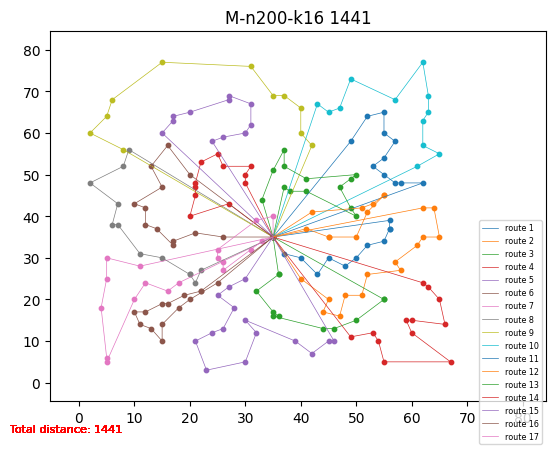 M-n200-k16 1441
80
70
60
50
40
30
20
10
0
0 10 20 30 40 50 60 70
route 1
route 2
route 3
route 4
route 5
route 6
route 7
route 8
route 9
route 10
route 11
route 12
route 13
route 14
route 15
route 16
route 17
Total distance: 1441